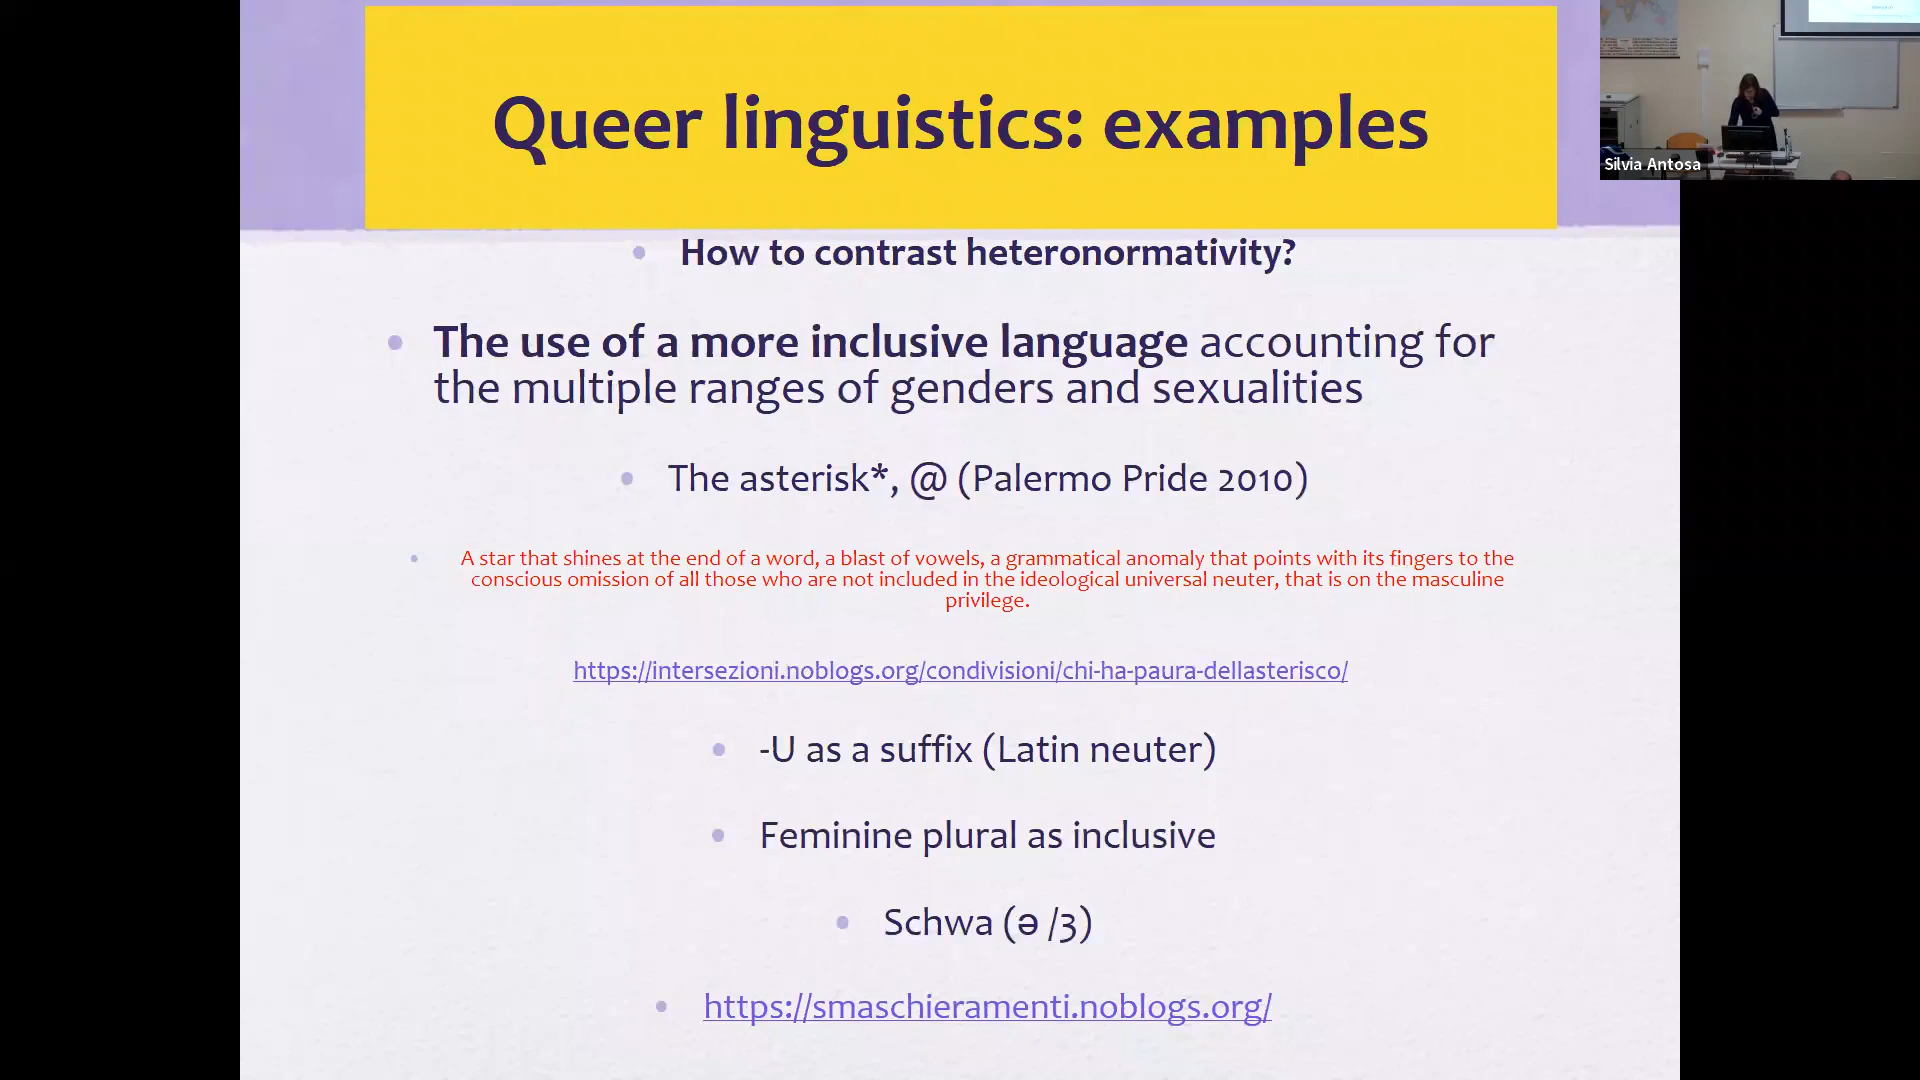 Queer linguistics: examples
Silvia Antosa
• How to contrast heteronormativity?
• The use of a more inclusive language accounting for
the multiple ranges of genders and sexualities
• The asterisk*, @ (Palermo Pride 2010)
• A star that shines at the end of a word, a blast of vowels, a grammatical anomaly that points with its fingers to the
conscious omission of all those who are not included in the ideological universal neuter, that is on the masculine
privilege.
https://intersezioni.noblogs.org/condivisioni/chi-ha-paura-dellasterisco/
• -U as a suffix (Latin neuter)
• Feminine plural as inclusive
• Schwa (ə /3)
• https://smaschieramenti.noblogs.org/